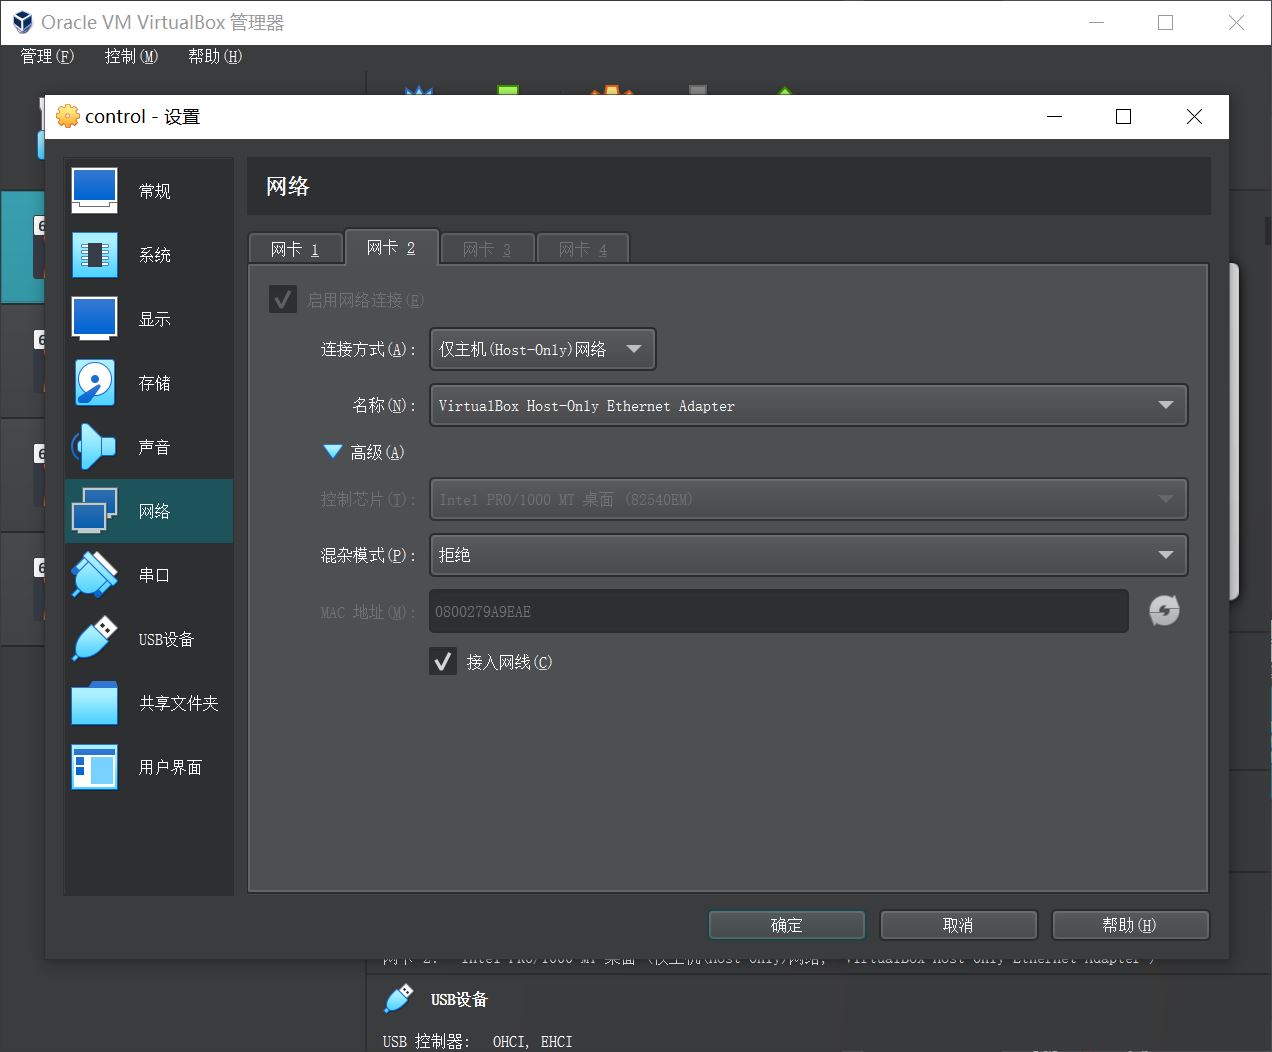 Oracle VM VirtualBox 管理器
管理(F) 控制(M) 帮助(H)
control - 设置
常规
系统
显示
存储
声音
网络
串口
USB设备
共享文件夹
用户界面
网络
网卡 1 网卡 2 网卡 3 网卡 4
启用网络连接(E)
连接方式(A): 仅主机(Host-Only)网络
名称(N): VirtualBox Host-Only Ethernet Adapter
高级(A)
控制芯片(T): Intel PRO/1000 MT 桌面 (82540EM)
混杂模式(P): 拒绝
MAC 地址(M): 0800279A9EAE
接入网线(C)
确定 取消 帮助(H)
网卡 2: Intel PRO/1000 MT 桌面 (仅主机(Host-Only)网络, 'VirtualBox Host-Only Ethernet Adapter')
USB设备
USB 控制器: OHCI, EHCI